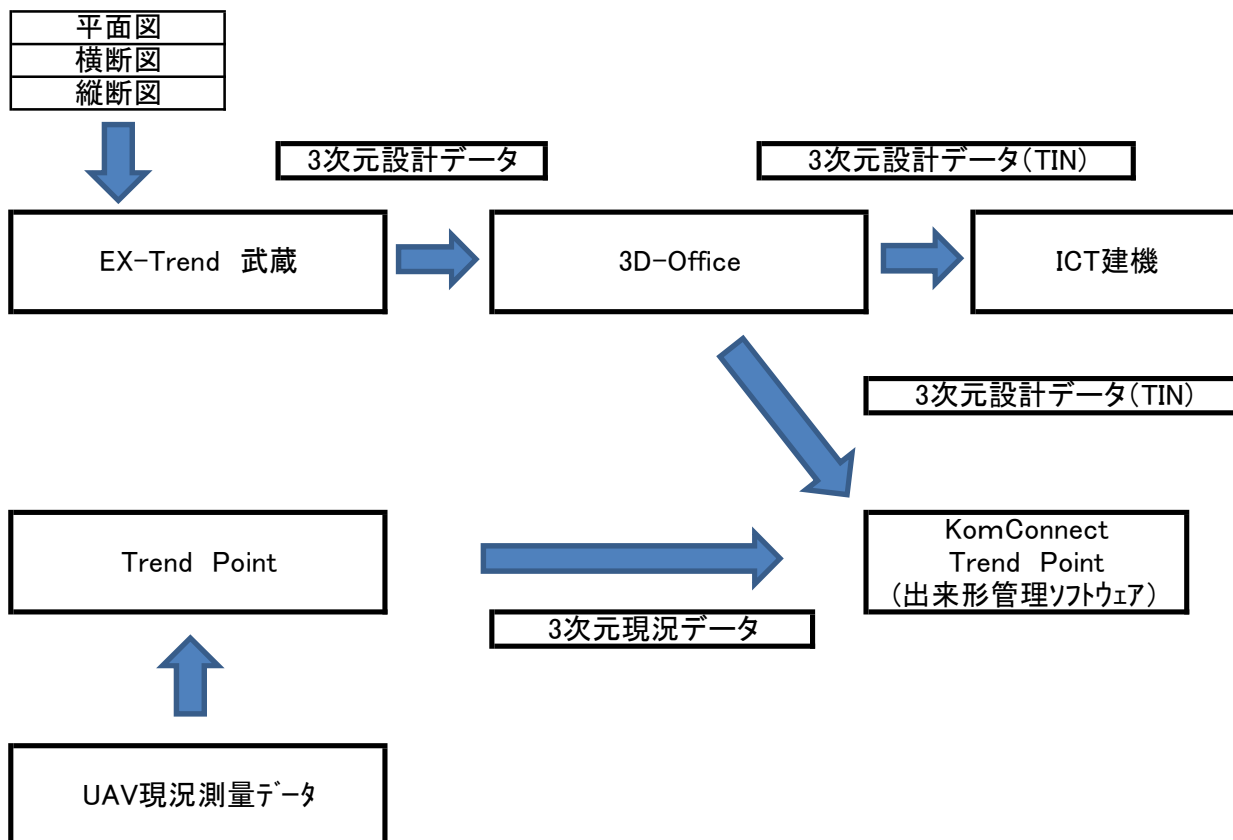 平面図
横断図
縦断図
3次元設計データ
3次元設計データ(TIN)
EX-Trend　武蔵
3D-Office
ICT建機
3次元設計データ(TIN)
Trend　Point
KomConnect
Trend　Point
(出来形管理ｿﾌﾄｳｪｱ)
3次元現況データ
UAV現況測量ﾃﾞｰﾀ